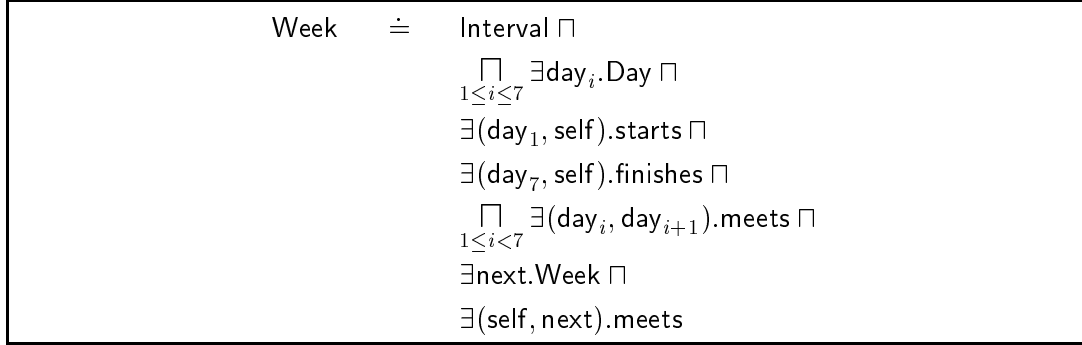 Week ≐ Interval ⊓
⨅_{1≤i≤7} ∃day_i.Day ⊓
∃(day_1, self).starts ⊓
∃(day_7, self).finishes ⊓
⨅_{1≤i<7} ∃(day_i, day_{i+1}).meets ⊓
∃next.Week ⊓
∃(self, next).meets